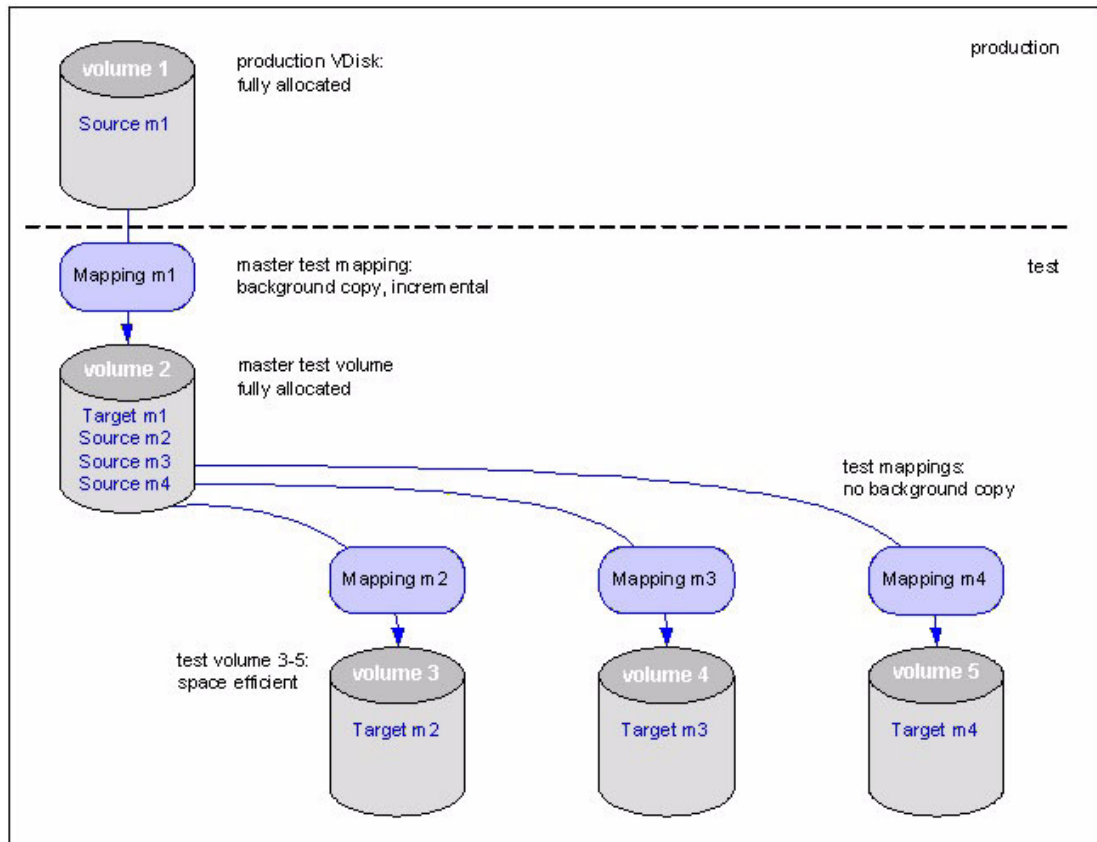 volume 1
Source m1
production VDisk:
fully allocated
production
Mapping m1
master test mapping:
background copy, incremental
test
volume 2
Target m1
Source m2
Source m3
Source m4
master test volume
fully allocated
test mappings:
no background copy
Mapping m2
Mapping m3
Mapping m4
test volume 3-5:
space efficient
volume 3
Target m2
volume 4
Target m3
volume 5
Target m4